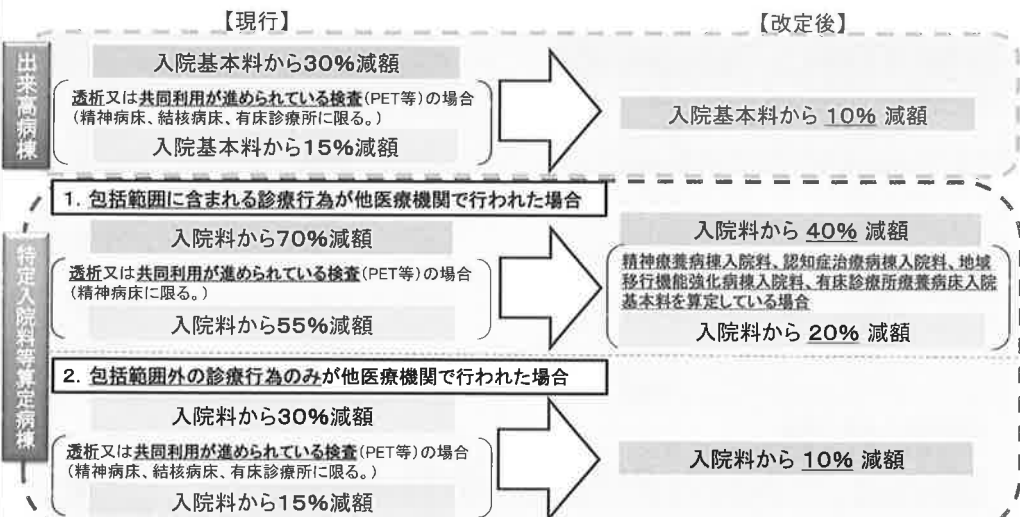 【現行】
【改定後】
出来高病棟
入院基本料から30%減額
透析又は共同利用が進められている検査(PET等)の場合
(精神病床、結核病床、有床診療所に限る。)
入院基本料から15%減額
入院基本料から 10% 減額
特定入院料等算定病棟
1. 包括範囲に含まれる診療行為が他医療機関で行われた場合
入院料から70%減額
透析又は共同利用が進められている検査(PET等)の場合
(精神病床に限る。)
入院料から55%減額
入院料から 40% 減額
精神療養病棟入院料、認知症治療病棟入院料、地域
移行機能強化病棟入院料、有床診療所療養病床入院
基本料を算定している場合
入院料から 20% 減額
2. 包括範囲外の診療行為のみが他医療機関で行われた場合
入院料から30%減額
透析又は共同利用が進められている検査(PET等)の場合
(精神病床、結核病床、有床診療所に限る。)
入院料から15%減額
入院料から 10% 減額